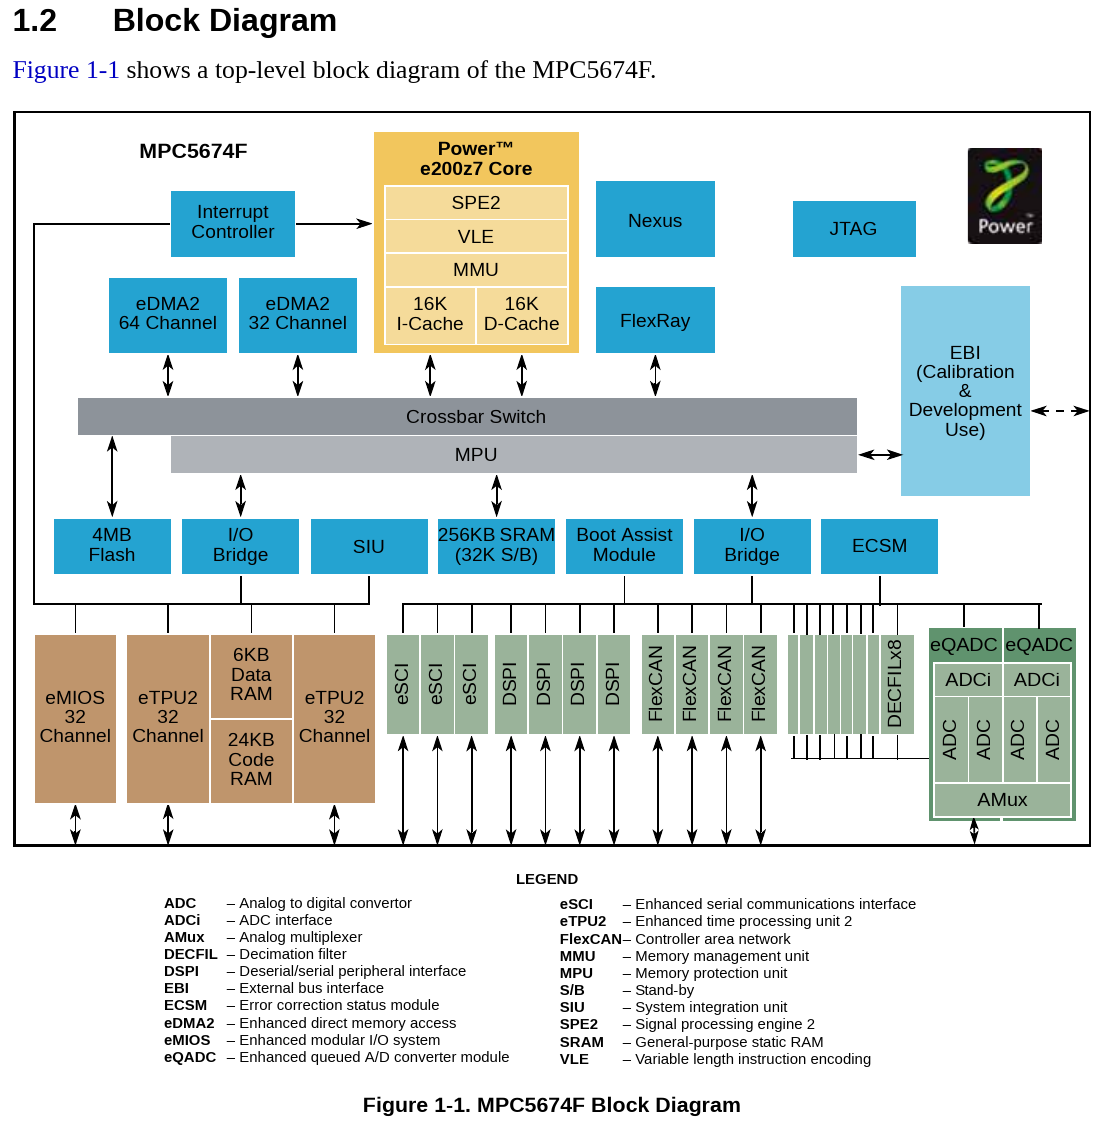 1.2 Block Diagram
Figure 1-1 shows a top-level block diagram of the MPC5674F.
MPC5674F
Power™
e200z7 Core
SPE2
VLE
MMU
16K
I-Cache
16K
D-Cache
Interrupt
Controller
Nexus
JTAG
Power™
eDMA2
64 Channel
eDMA2
32 Channel
FlexRay
EBI
(Calibration
&
Development
Use)
Crossbar Switch
MPU
4MB
Flash
I/O
Bridge
SIU
256KB SRAM
(32K S/B)
Boot Assist
Module
I/O
Bridge
ECSM
eMIOS
32
Channel
eTPU2
32
Channel
6KB
Data
RAM
24KB
Code
RAM
eTPU2
32
Channel
eSCI
eSCI
eSCI
DSPI
DSPI
DSPI
DSPI
FlexCAN
FlexCAN
FlexCAN
FlexCAN
DECFILx8
eQADC
eQADC
ADCi
ADCi
ADC
ADC
ADC
ADC
AMux
LEGEND
ADC – Analog to digital convertor
ADCi – ADC interface
AMux – Analog multiplexer
DECFIL – Decimation filter
DSPI – Deserial/serial peripheral interface
EBI – External bus interface
ECSM – Error correction status module
eDMA2 – Enhanced direct memory access
eMIOS – Enhanced modular I/O system
eQADC – Enhanced queued A/D converter module
eSCI – Enhanced serial communications interface
eTPU2 – Enhanced time processing unit 2
FlexCAN– Controller area network
MMU – Memory management unit
MPU – Memory protection unit
S/B – Stand-by
SIU – System integration unit
SPE2 – Signal processing engine 2
SRAM – General-purpose static RAM
VLE – Variable length instruction encoding
Figure 1-1. MPC5674F Block Diagram